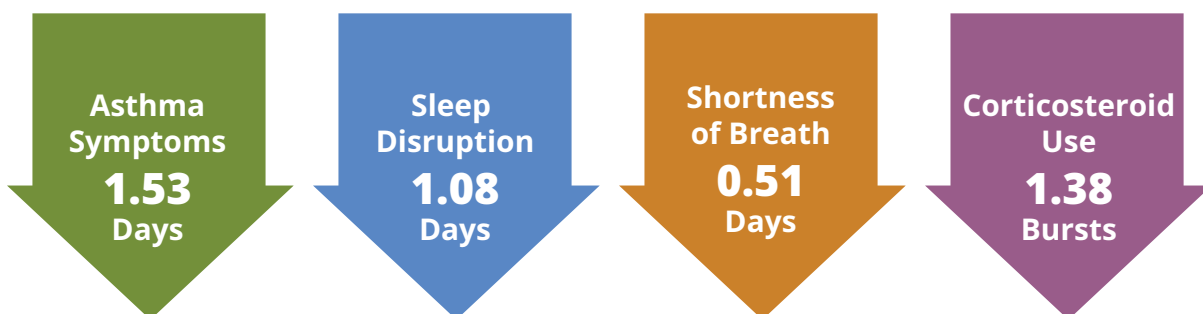 Asthma
Symptoms
1.53
Days
Sleep
Disruption
1.08
Days
Shortness
of Breath
0.51
Days
Corticosteroid
Use
1.38
Bursts